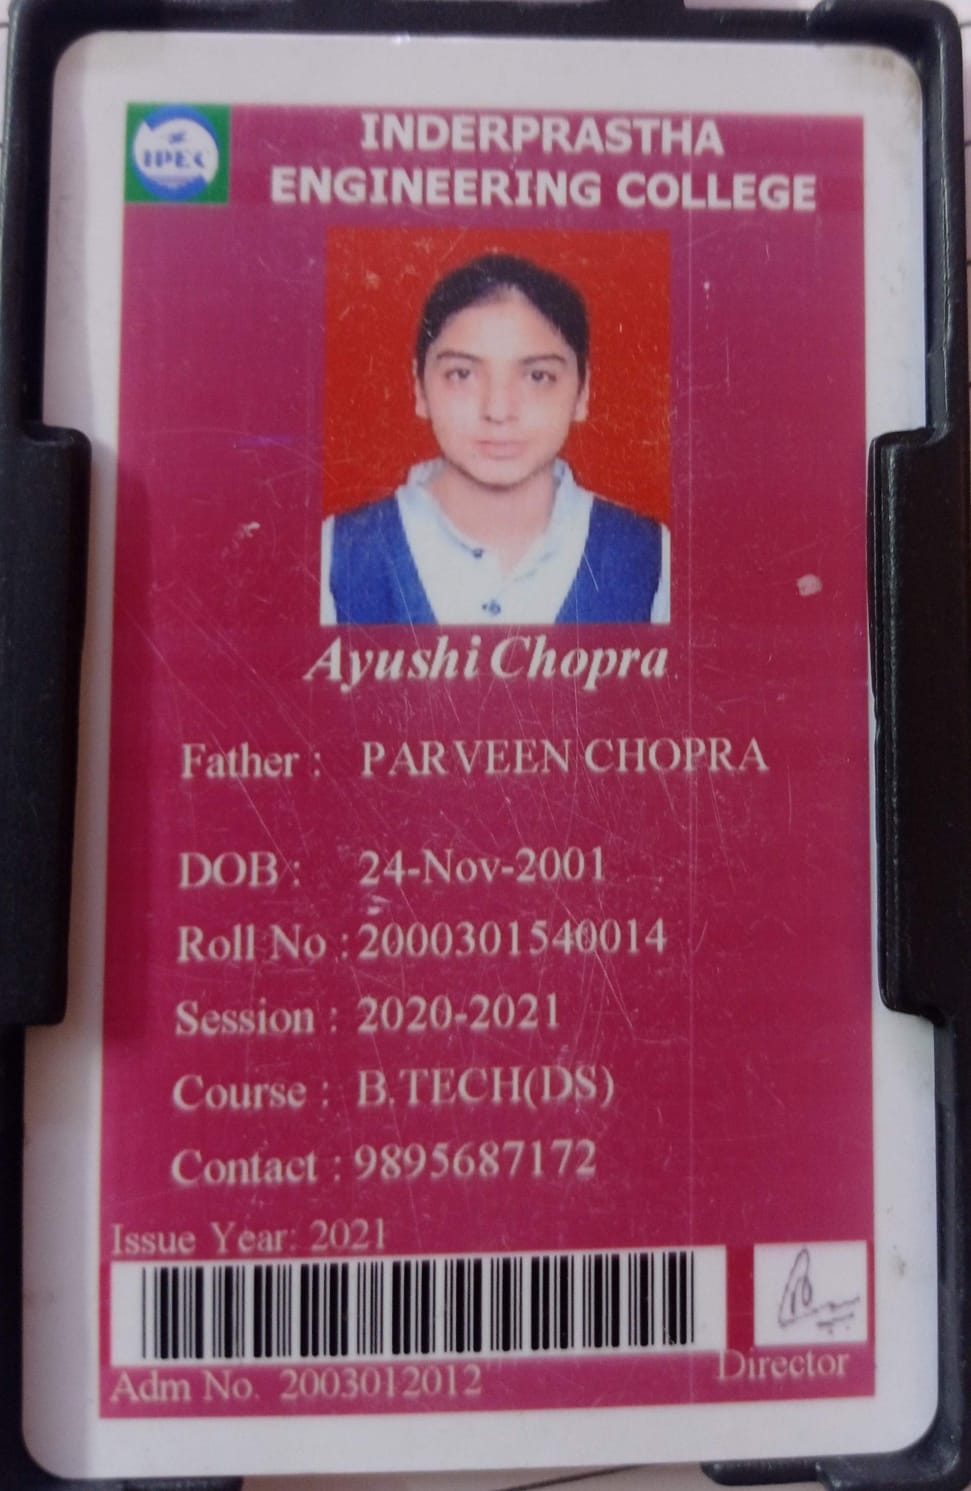 IPEC
INDERPRASTHA
ENGINEERING COLLEGE
Ayushi Chopra
Father : PARVEEN CHOPRA
DOB : 24-Nov-2001
Roll No : 2000301540014
Session : 2020-2021
Course : B.TECH(DS)
Contact : 9895687172
Issue Year: 2021
Adm No. 2003012012
Director